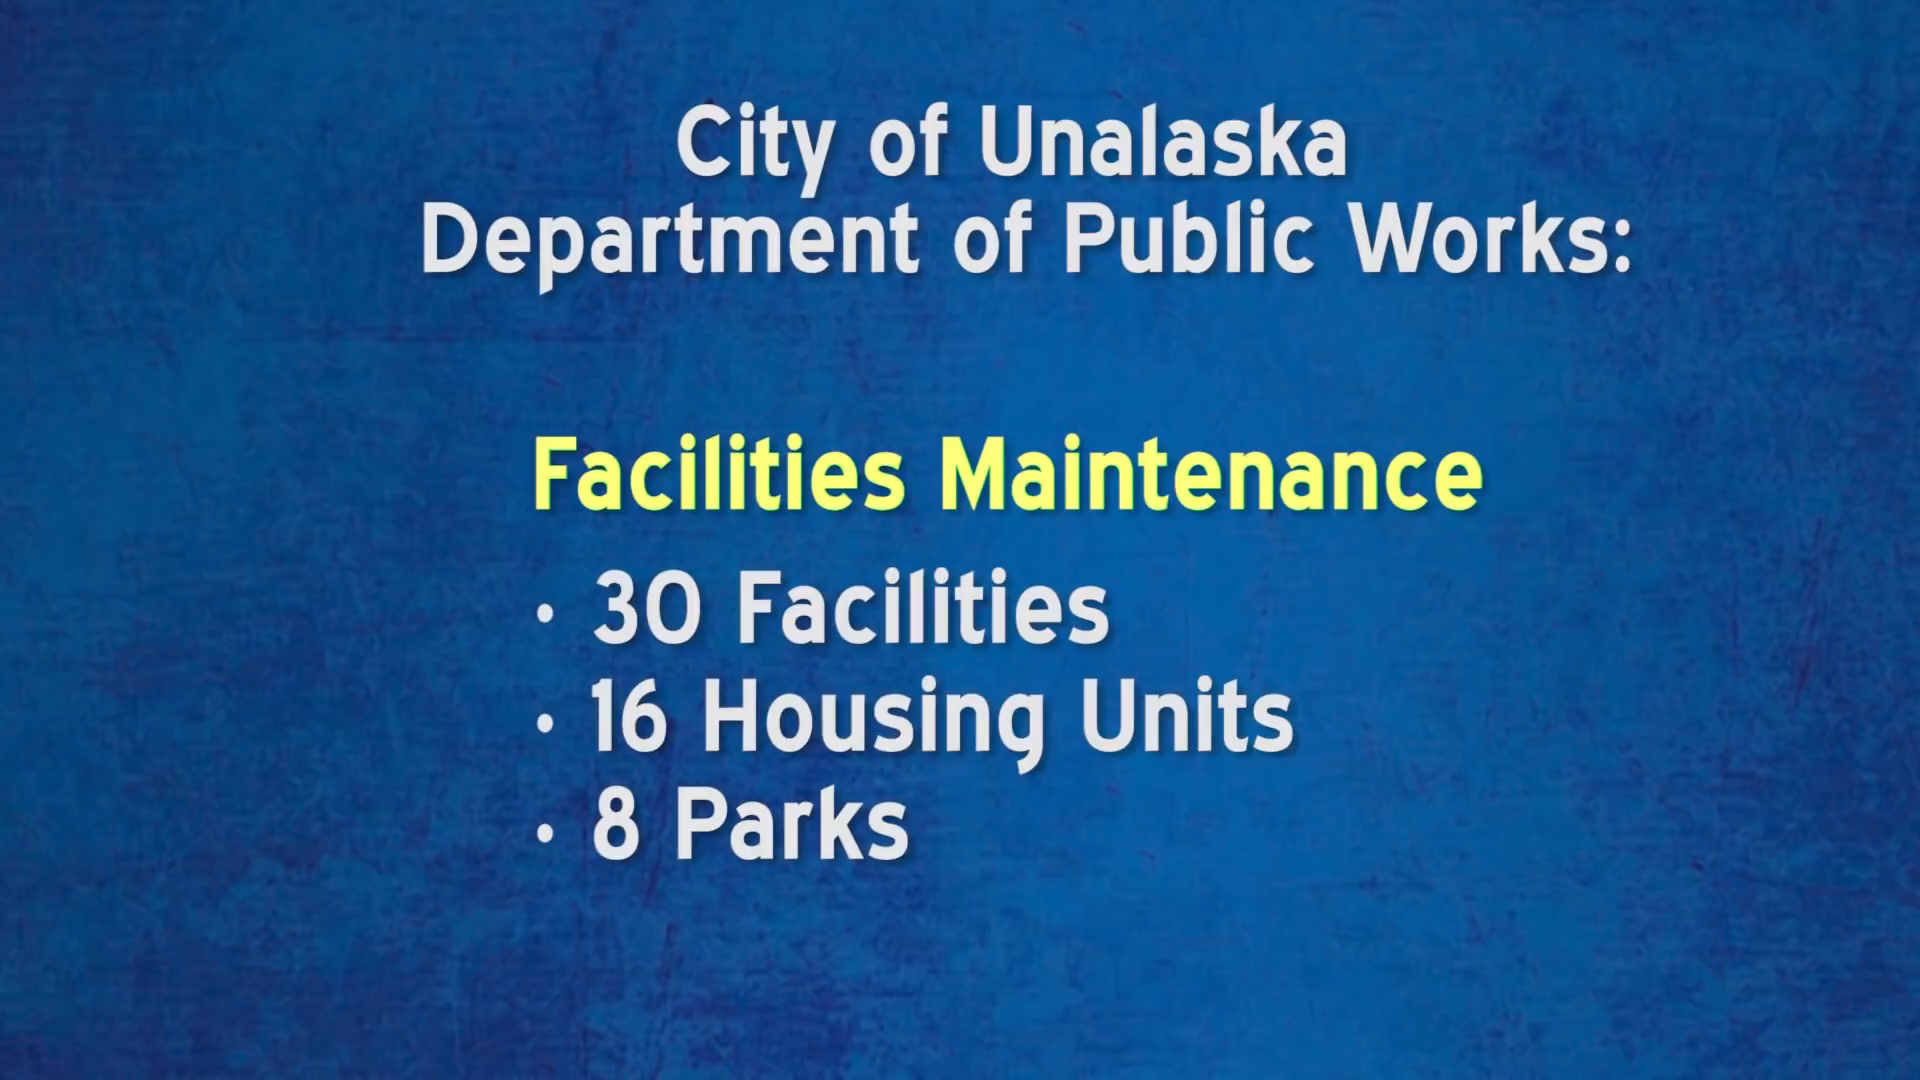 City of Unalaska
Department of Public Works:
Facilities Maintenance
• 30 Facilities
• 16 Housing Units
• 8 Parks